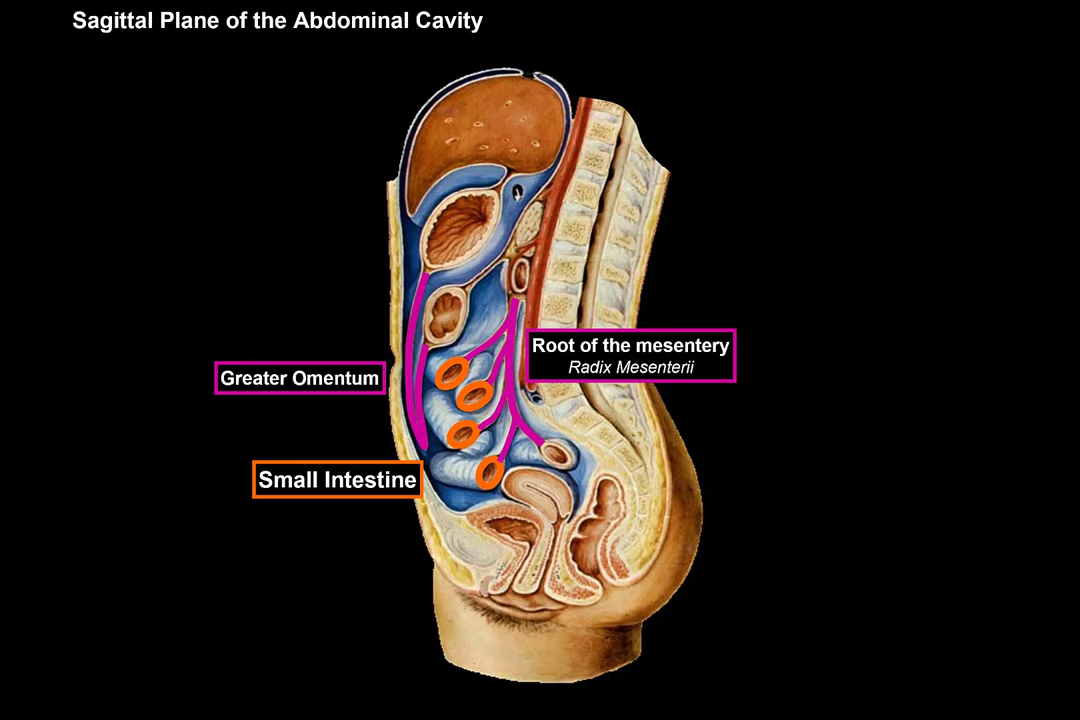 Sagittal Plane of the Abdominal Cavity
Root of the mesentery
Radix Mesenterii
Greater Omentum
Small Intestine